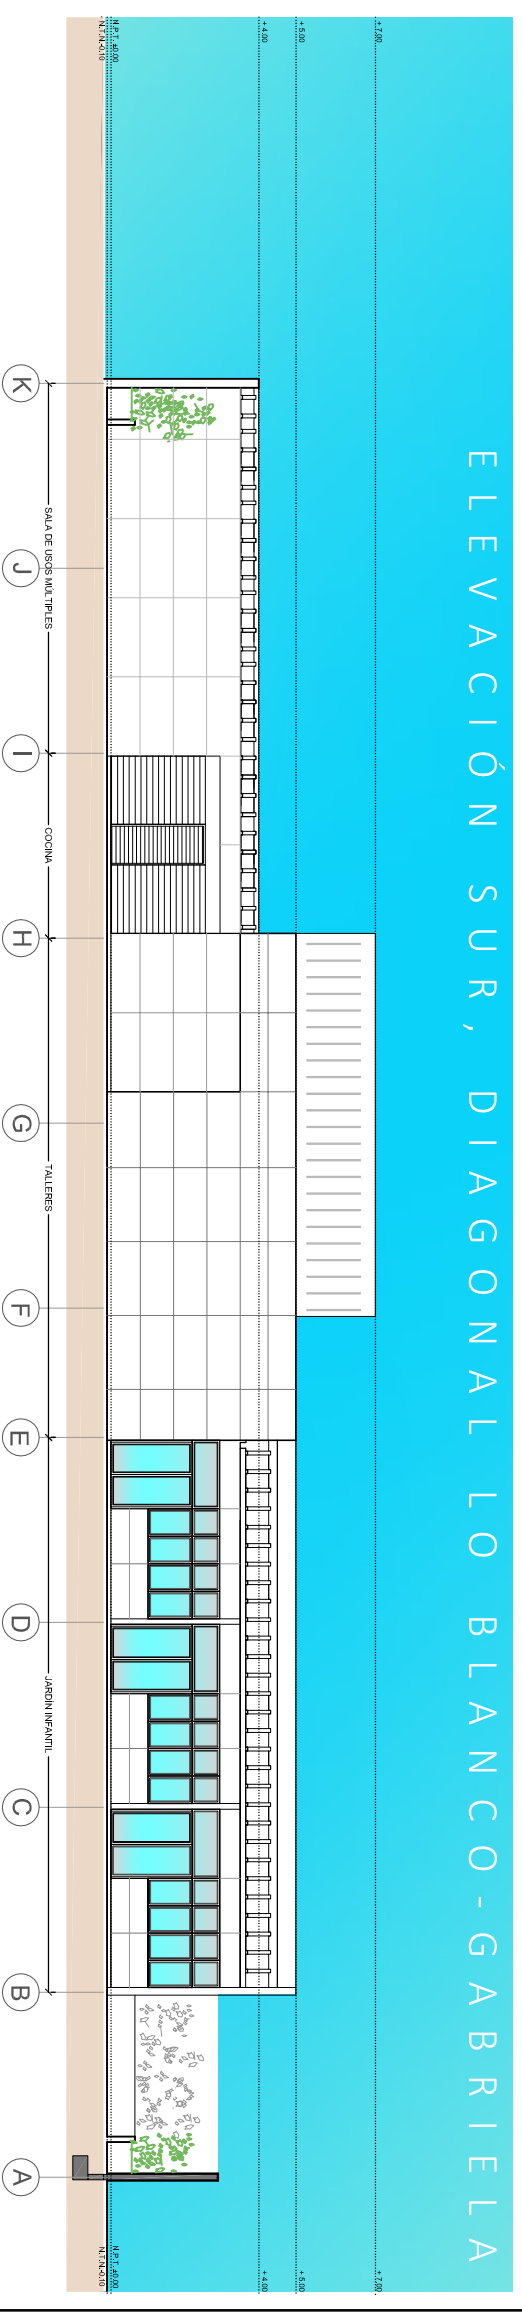 ELEVACIÓN SUR, DIAGONAL LO BLANCO-GABRIELA
+ 7.00 + 7.00
+ 5.00 + 5.00
+ 4.00 + 4.00
N.P.T. ±0.00 N.P.T. ±0.00
N.T.N.-0,10 N.T.N.-0,10
SALA DE USOS MÚLTIPLES COCINA TALLERES JARDÍN INFANTIL
K J I H G F E D C B A